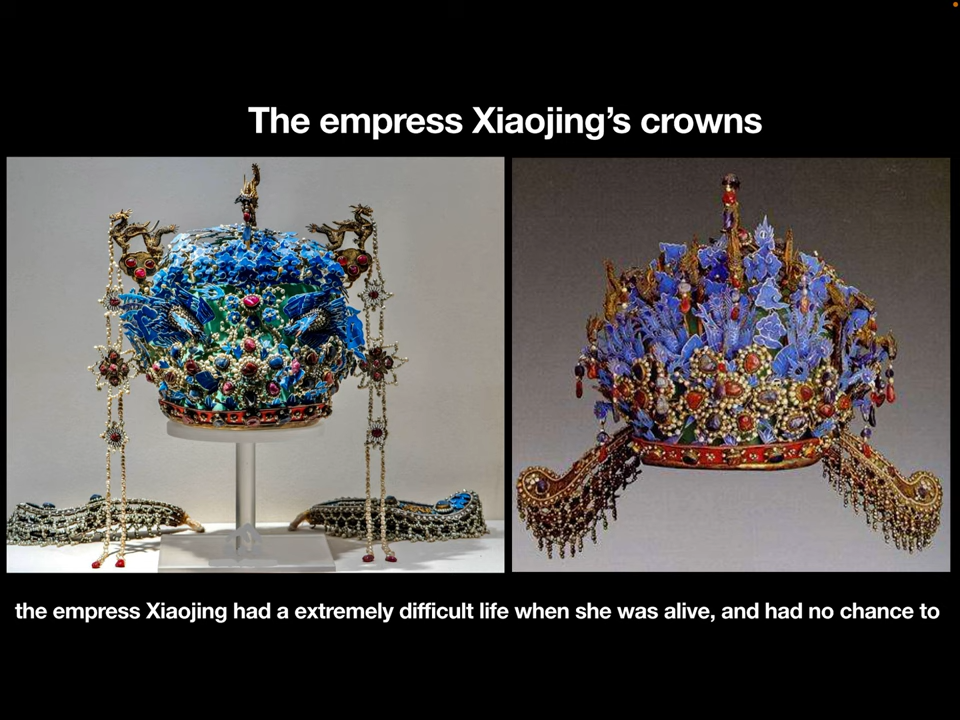 The empress Xiaojing’s crowns
the empress Xiaojing had a extremely difficult life when she was alive, and had no chance to